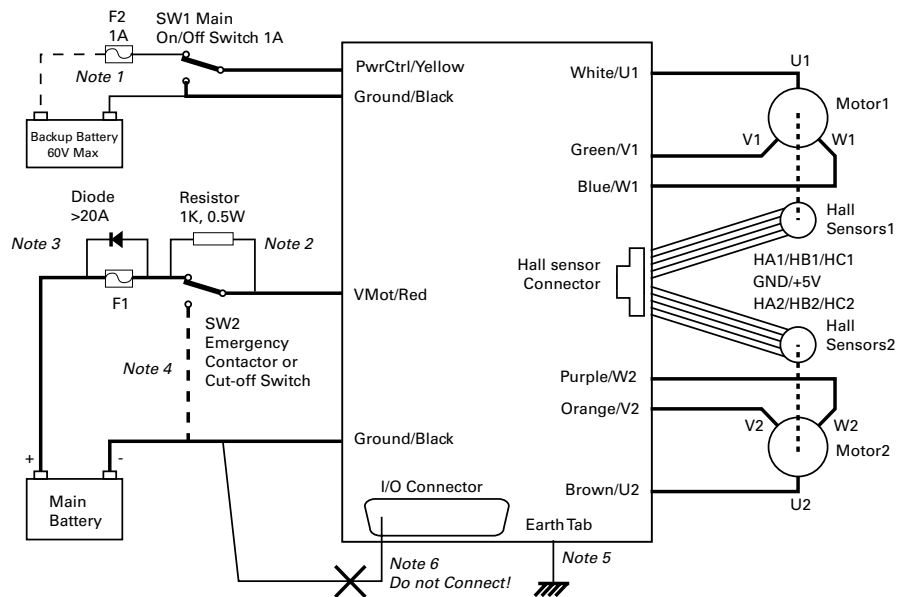 F2
1A
SW1 Main
On/Off Switch 1A
Note 1
Backup Battery
60V Max
PwrCtrl/Yellow
Ground/Black
White/U1
Green/V1
Blue/W1
U1
Motor1
V1
W1
Hall
Sensors1
HA1/HB1/HC1
GND/+5V
HA2/HB2/HC2
Hall
Sensors2
Hall sensor
Connector
Diode
>20A
Resistor
1K, 0.5W
Note 3
Note 2
F1
VMot/Red
SW2
Emergency
Contactor or
Cut-off Switch
Note 4
Purple/W2
Orange/V2
V2
W2
Motor2
Brown/U2
U2
Ground/Black
+
-
Main
Battery
I/O Connector
Earth Tab
Note 5
Note 6
Do not Connect!